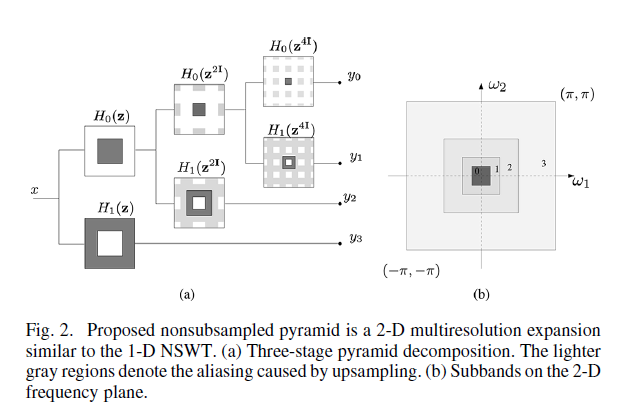 H₀(z⁴ᴵ)
H₀(z²ᴵ)
y₀
H₀(z)
H₁(z⁴ᴵ)
y₁
x
H₁(z²ᴵ)
y₂
H₁(z)
y₃
(a)
ω₂
(π, π)
0 1 2 3
ω₁
(−π, −π)
(b)
Fig. 2. Proposed nonsubsampled pyramid is a 2-D multiresolution expansion
similar to the 1-D NSWT. (a) Three-stage pyramid decomposition. The lighter
gray regions denote the aliasing caused by upsampling. (b) Subbands on the 2-D
frequency plane.